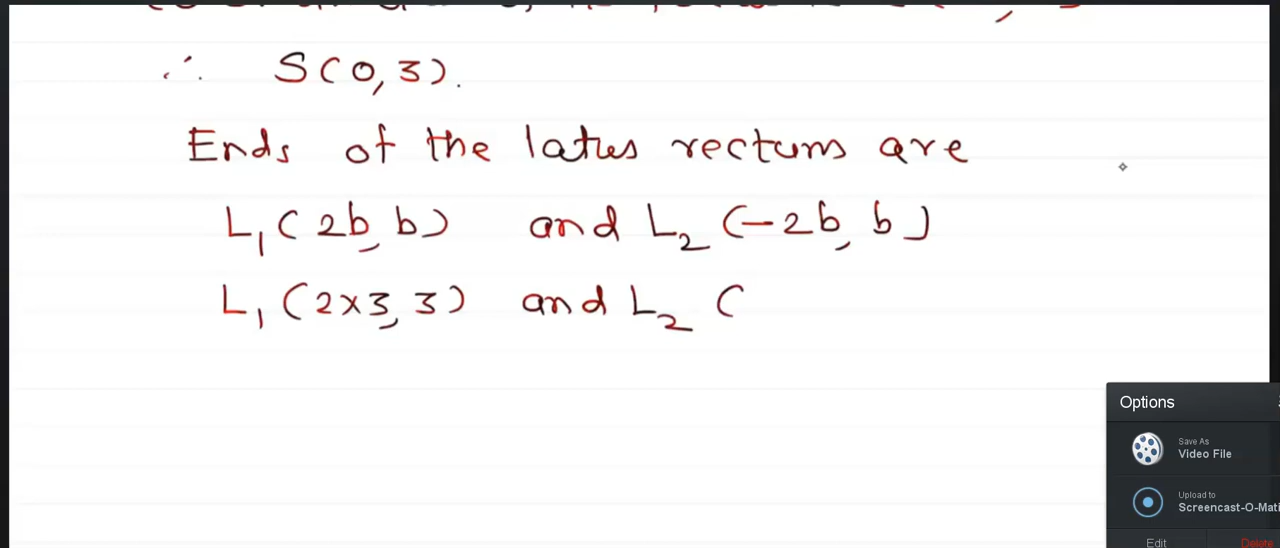 ∴ S(0,3).
Ends of the latus rectum are
L₁(2b, b) and L₂(-2b, b)
L₁(2×3, 3) and L₂(
Options
Save As
Video File
Upload to
Screencast-O-Mati
Edit
Delete